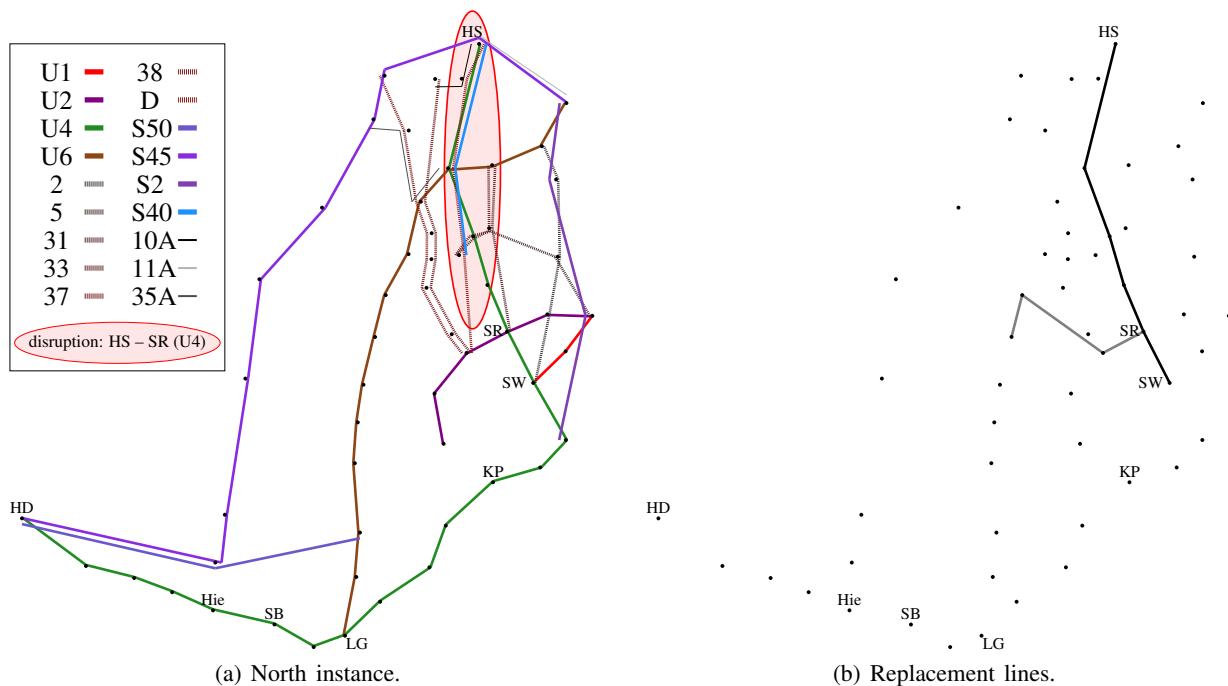 HS
U1 38
U2 D
U4 S50
U6 S45
2 S2
5 S40
31 10A
33 11A
37 35A
disruption: HS – SR (U4)
SR
SW
KP
HD
Hie
SB
LG
(a) North instance.
HS
SR
SW
KP
HD
Hie
SB
LG
(b) Replacement lines.